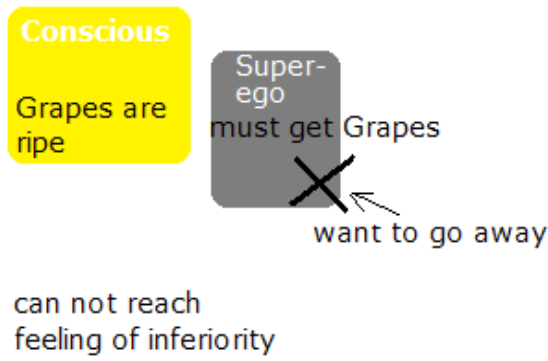 Conscious
Grapes are
ripe
Super-
ego
must get Grapes
want to go away
can not reach
feeling of inferiority